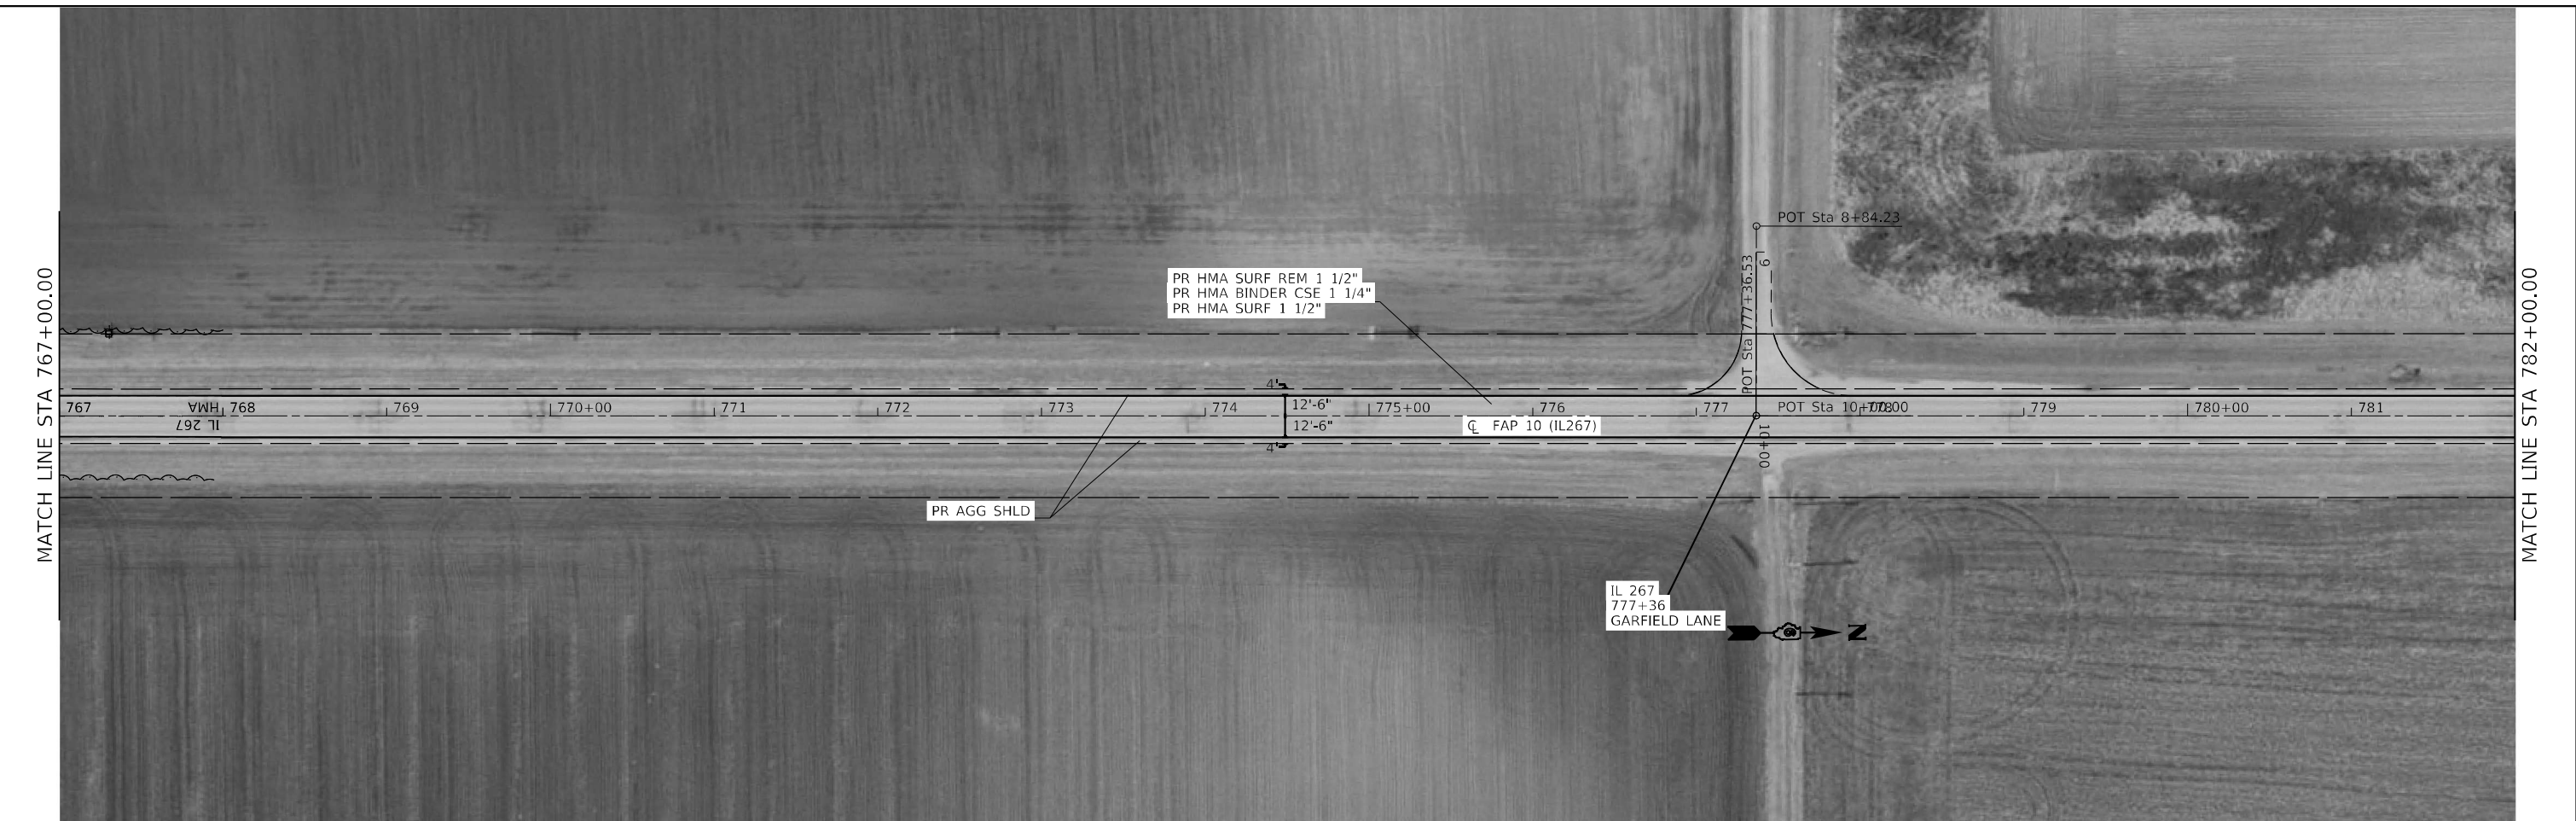 MATCH LINE STA 767+00.00
POT Sta 8+84.23
9
POT Sta 777+36.53
PR HMA SURF REM 1 1/2"
PR HMA BINDER CSE 1 1/4"
PR HMA SURF 1 1/2"
4'
767
HMA
768
769
770+00
771
772
773
774
12'-6"
775+00
776
777
POT Sta 10+00.00
778
779
780+00
781
IL 267
12'-6"
℄ FAP 10 (IL267)
10+00
4'
PR AGG SHLD
IL 267
777+36
GARFIELD LANE
N
MATCH LINE STA 782+00.00